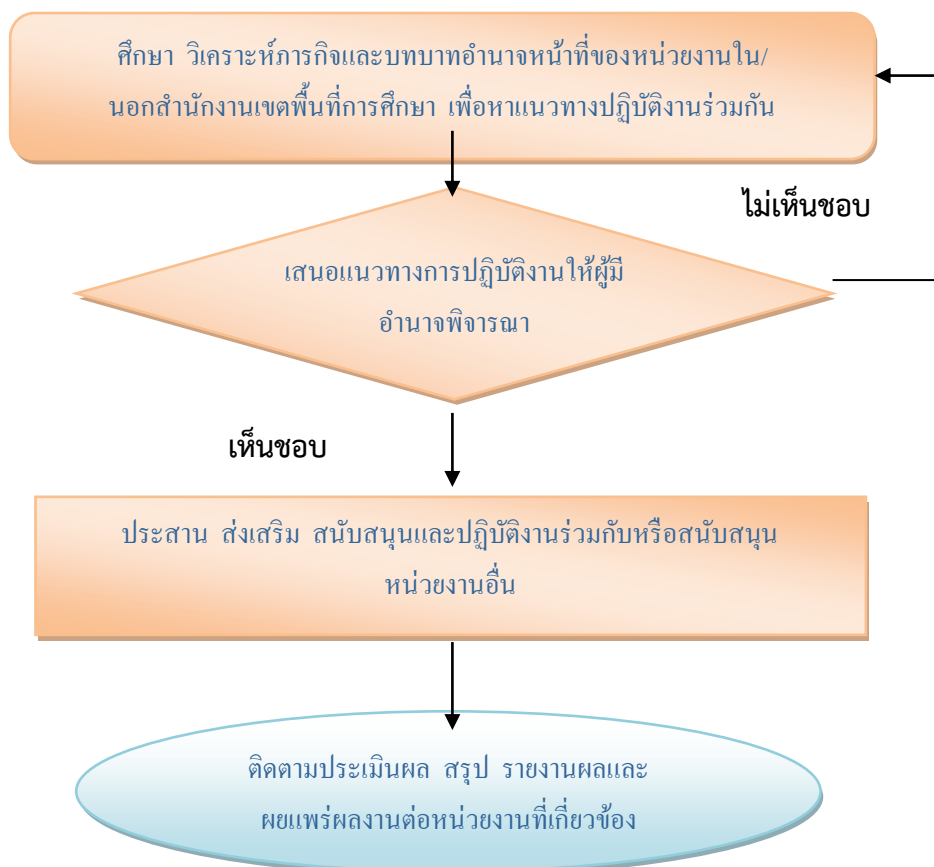 ศึกษา วิเคราะห์ภารกิจและบทบาทอำนาจหน้าที่ของหน่วยงานใน/
นอกสำนักงานเขตพื้นที่การศึกษา เพื่อหาแนวทางปฏิบัติงานร่วมกัน
ไม่เห็นชอบ
เสนอแนวทางการปฏิบัติงานให้ผู้มี
อำนาจพิจารณา
เห็นชอบ
ประสาน ส่งเสริม สนับสนุนและปฏิบัติงานร่วมกับหรือสนับสนุน
หน่วยงานอื่น
ติดตามประเมินผล สรุป รายงานผลและ
ผยแพร่ผลงานต่อหน่วยงานที่เกี่ยวข้อง